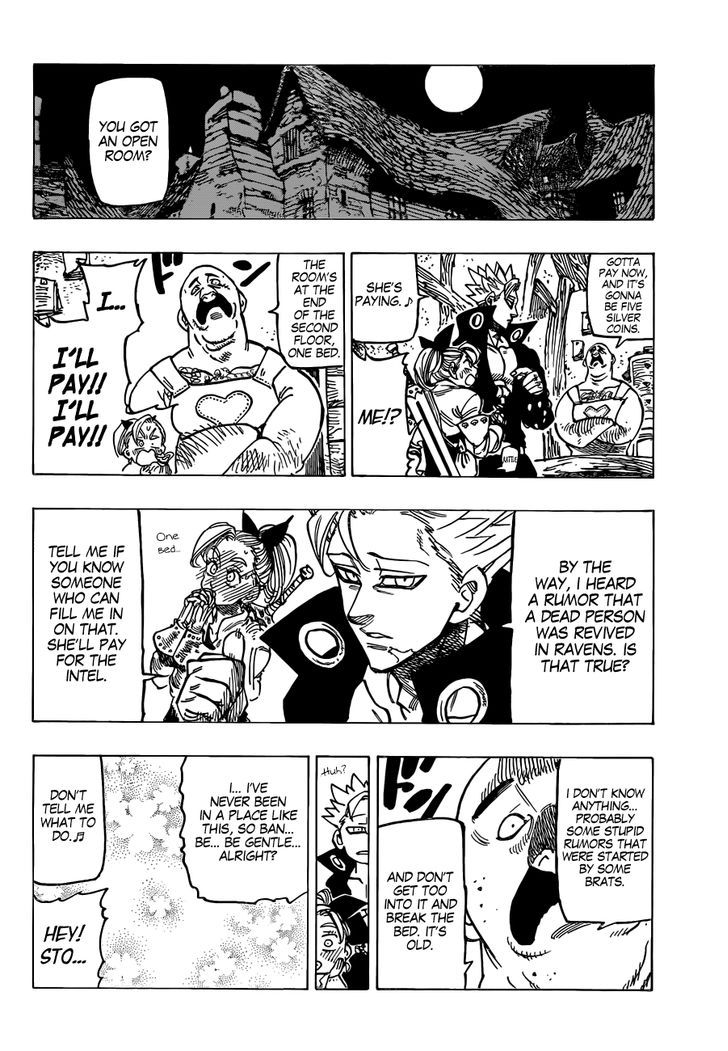 YOU GOT
AN OPEN
ROOM?
GOTTA
PAY NOW,
AND IT'S
GONNA
BE FIVE
SILVER
COINS.
SHE'S
PAYING.♪
ME!?
THE
ROOM'S
AT THE
END
OF THE
SECOND
FLOOR,
ONE BED.
ドン
I...
I'LL
PAY!!
I'LL
PAY!!
BY THE
WAY, I HEARD
A RUMOR THAT
A DEAD PERSON
WAS REVIVED
IN RAVENS. IS
THAT TRUE?
One
bed...
TELL ME IF
YOU KNOW
SOMEONE
WHO CAN
FILL ME IN
ON THAT.
SHE'LL PAY
FOR THE
INTEL.
I DON'T KNOW
ANYTHING...
PROBABLY
SOME STUPID
RUMORS THAT
WERE STARTED
BY SOME
BRATS.
ドン
AND DON'T
GET TOO
INTO IT AND
BREAK THE
BED. IT'S
OLD.
Huh?
I... I'VE
NEVER BEEN
IN A PLACE LIKE
THIS, SO BAN...
BE... BE GENTLE...
ALRIGHT?
DON'T
TELL ME
WHAT TO
DO.♬
HEY!
STO...